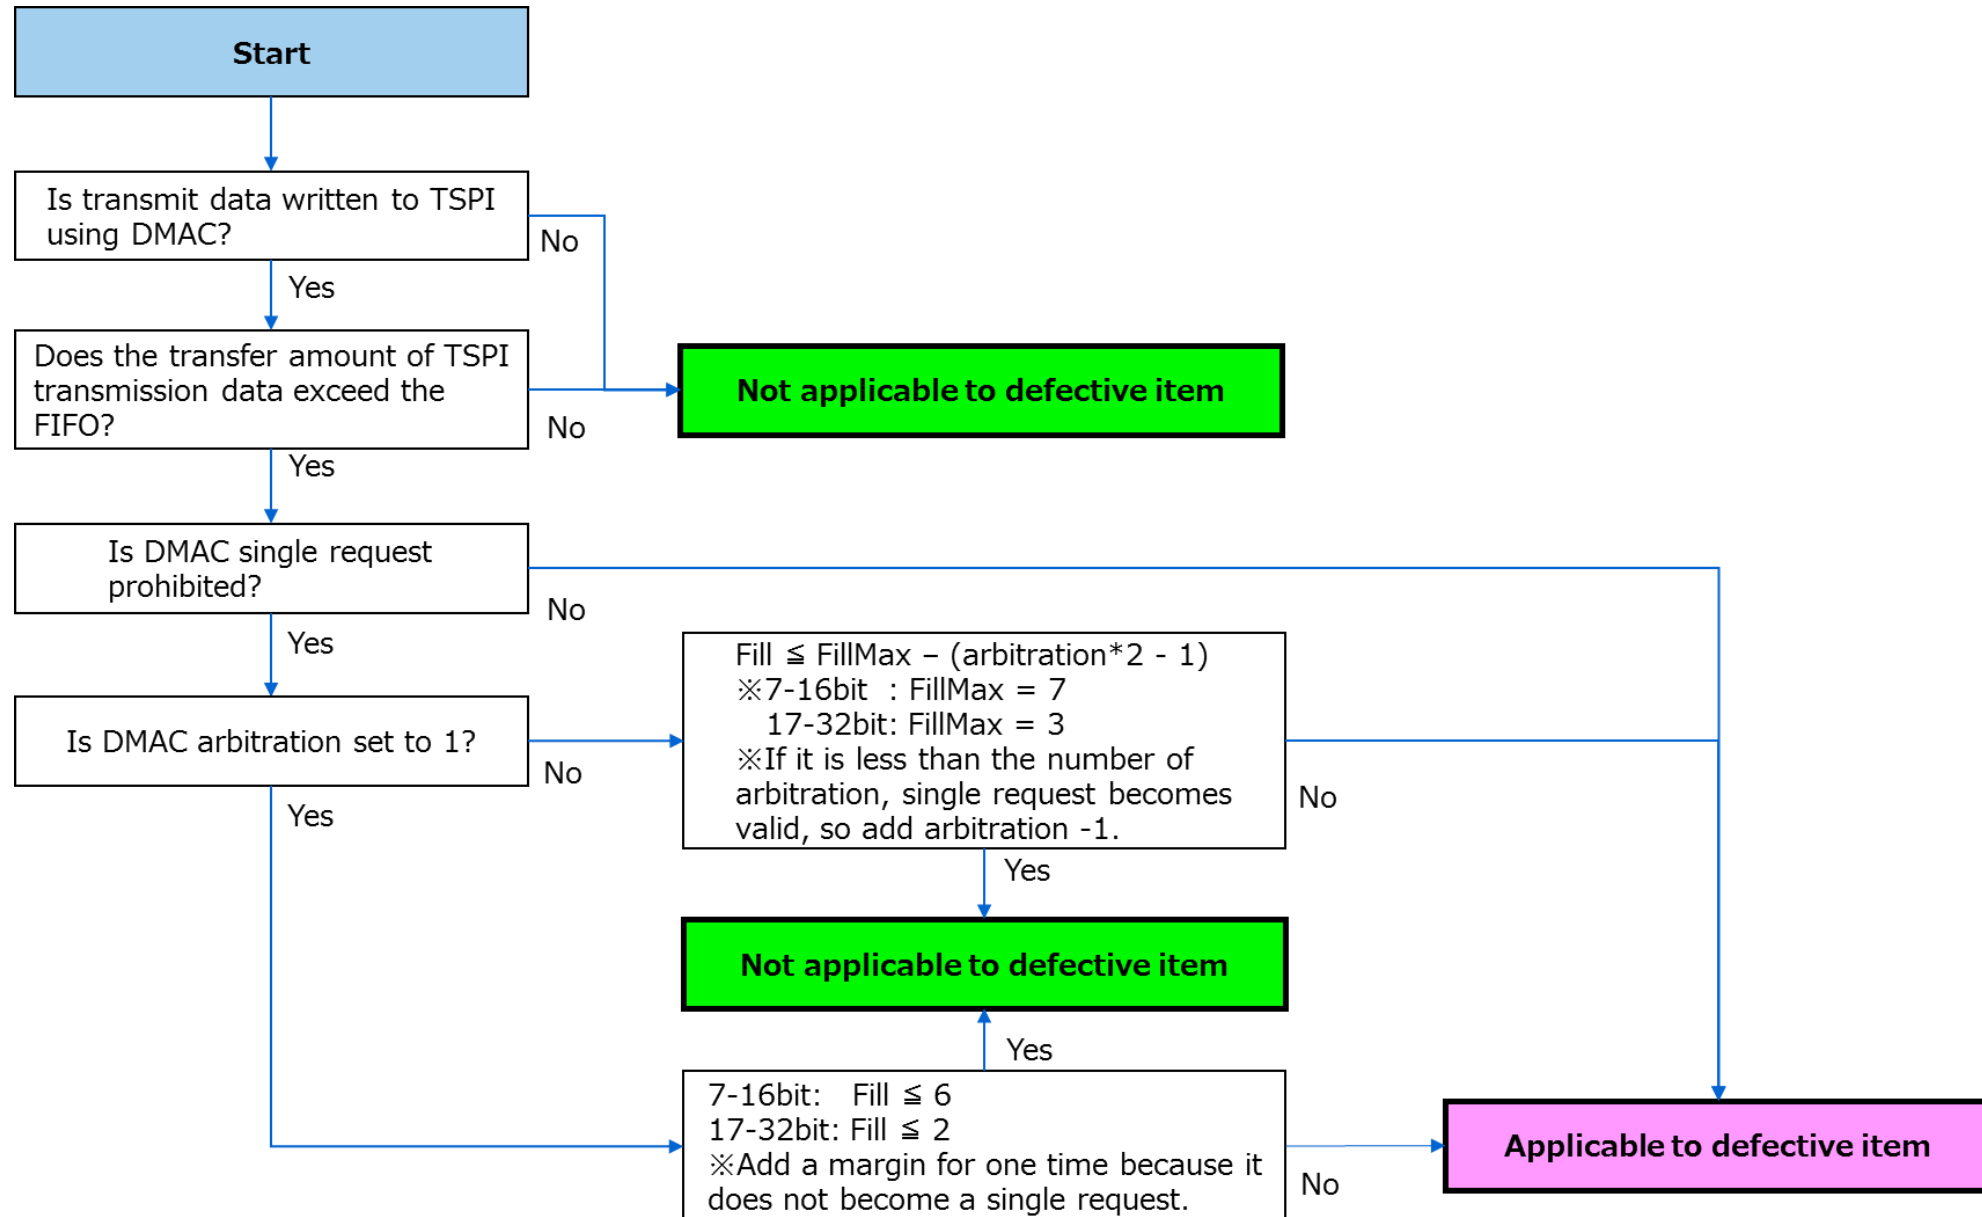 Start
Is transmit data written to TSPI
using DMAC?
No
Yes
Does the transfer amount of TSPI
transmission data exceed the
FIFO?
No
Not applicable to defective item
Yes
Is DMAC single request
prohibited?
No
Yes
Is DMAC arbitration set to 1?
No
Yes
Fill ≦ FillMax – (arbitration*2 - 1)
※7-16bit : FillMax = 7
17-32bit: FillMax = 3
※If it is less than the number of
arbitration, single request becomes
valid, so add arbitration -1.
No
Yes
Not applicable to defective item
Yes
7-16bit: Fill ≦ 6
17-32bit: Fill ≦ 2
※Add a margin for one time because it
does not become a single request.
No
Applicable to defective item